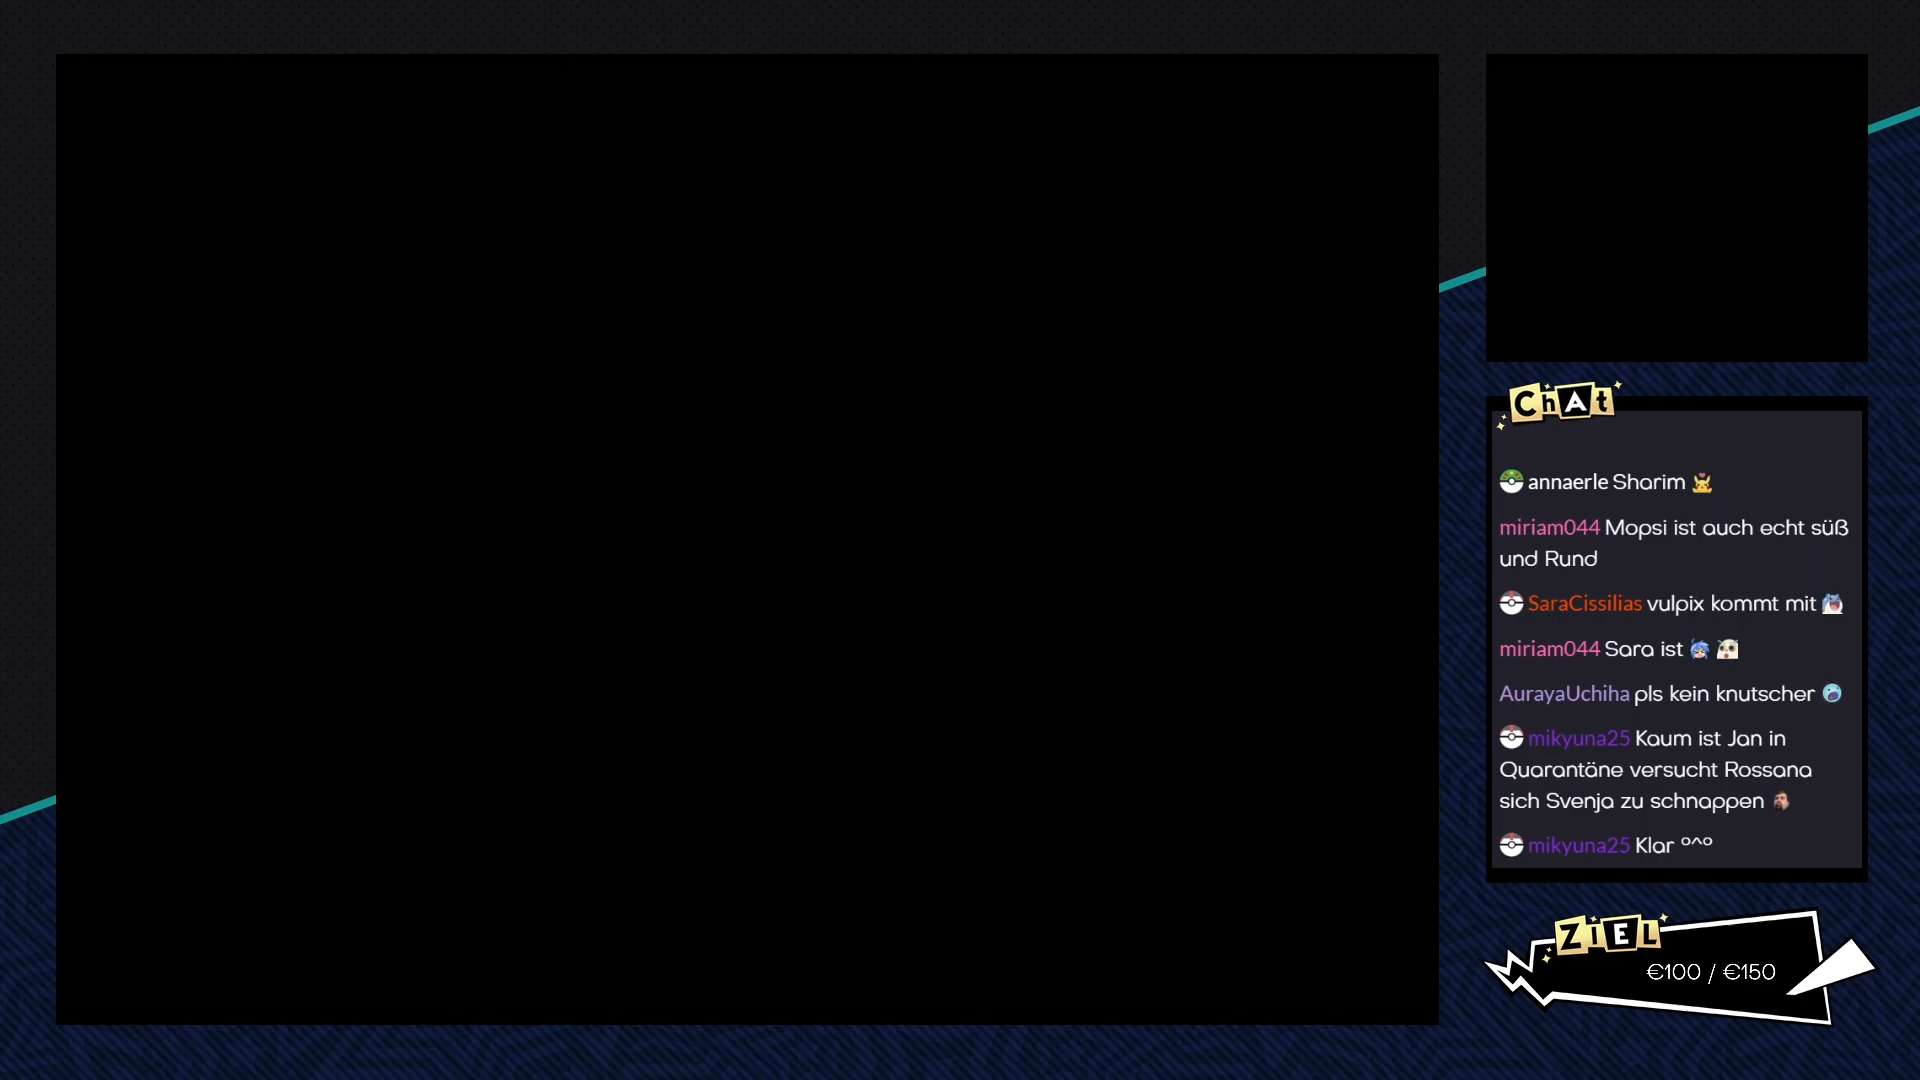 ChAt
annaerle Sharim
miriam044 Mopsi ist auch echt süß
und Rund
SaraCissilias vulpix kommt mit
miriam044 Sara ist
AurayaUchiha pls kein knutscher
mikyuna25 Kaum ist Jan in
Quarantäne versucht Rossana
sich Svenja zu schnappen
mikyuna25 Klar °^°
ZiEL
€100 / €150